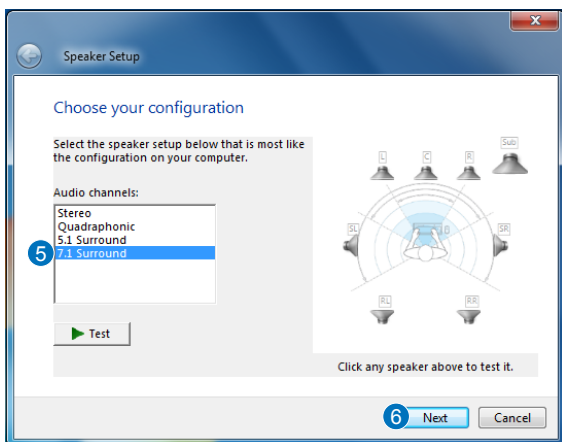 Speaker Setup
Choose your configuration
Select the speaker setup below that is most like
the configuration on your computer.
Audio channels:
Stereo
Quadraphonic
5.1 Surround
5
7.1 Surround
Test
L
C
R
Sub
SL
SR
RL
RR
Click any speaker above to test it.
6
Next
Cancel